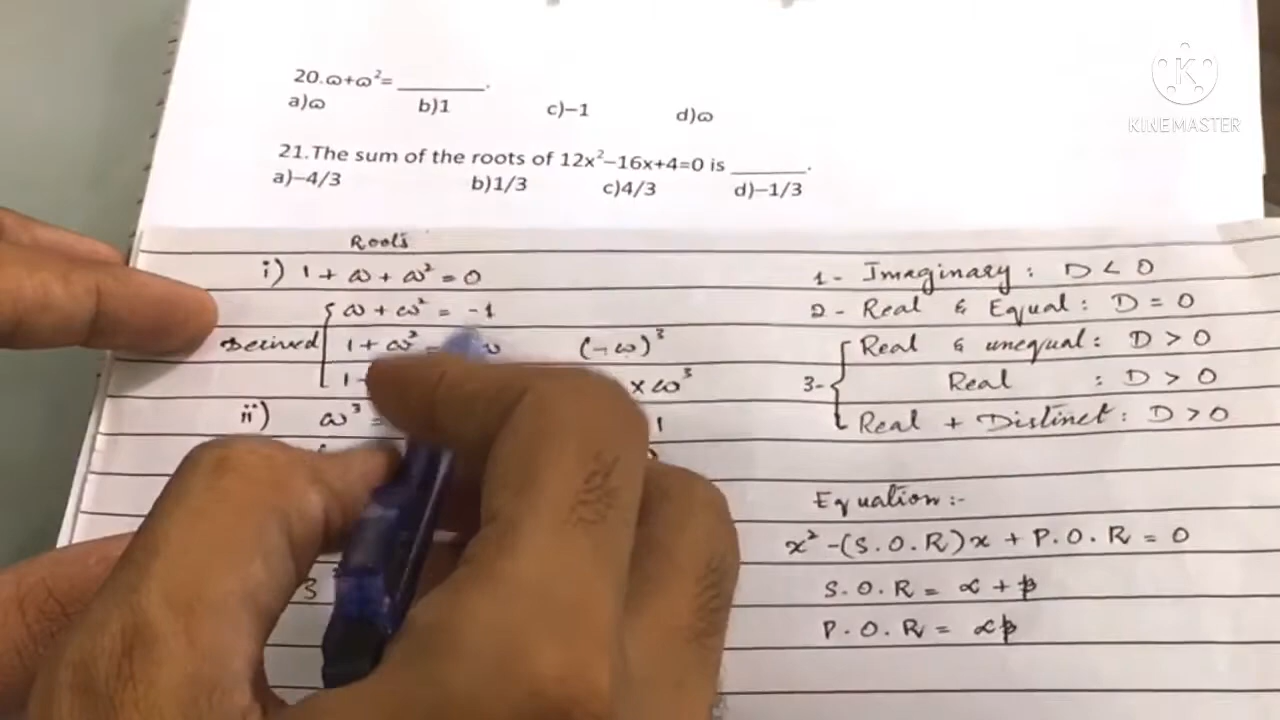 K
KINEMASTER
20.ω+ω²= ________.
a)ω b)1 c)–1 d)ω
21.The sum of the roots of 12x²–16x+4=0 is _______.
a)–4/3 b)1/3 c)4/3 d)–1/3
Roots
i) 1 + ω + ω² = 0
ω + ω² = -1
Derived 1 + ω² = (-ω)³
1+ × ω³
ii) ω³ = 1
3
1- Imaginary : D < 0
2- Real & Equal : D = 0
Real & unequal : D > 0
3- Real : D > 0
Real + Distinct : D > 0
Equation :-
x² -(S.O.R)x + P.O.R = 0
S.O.R = α + β
P.O.R = αβ